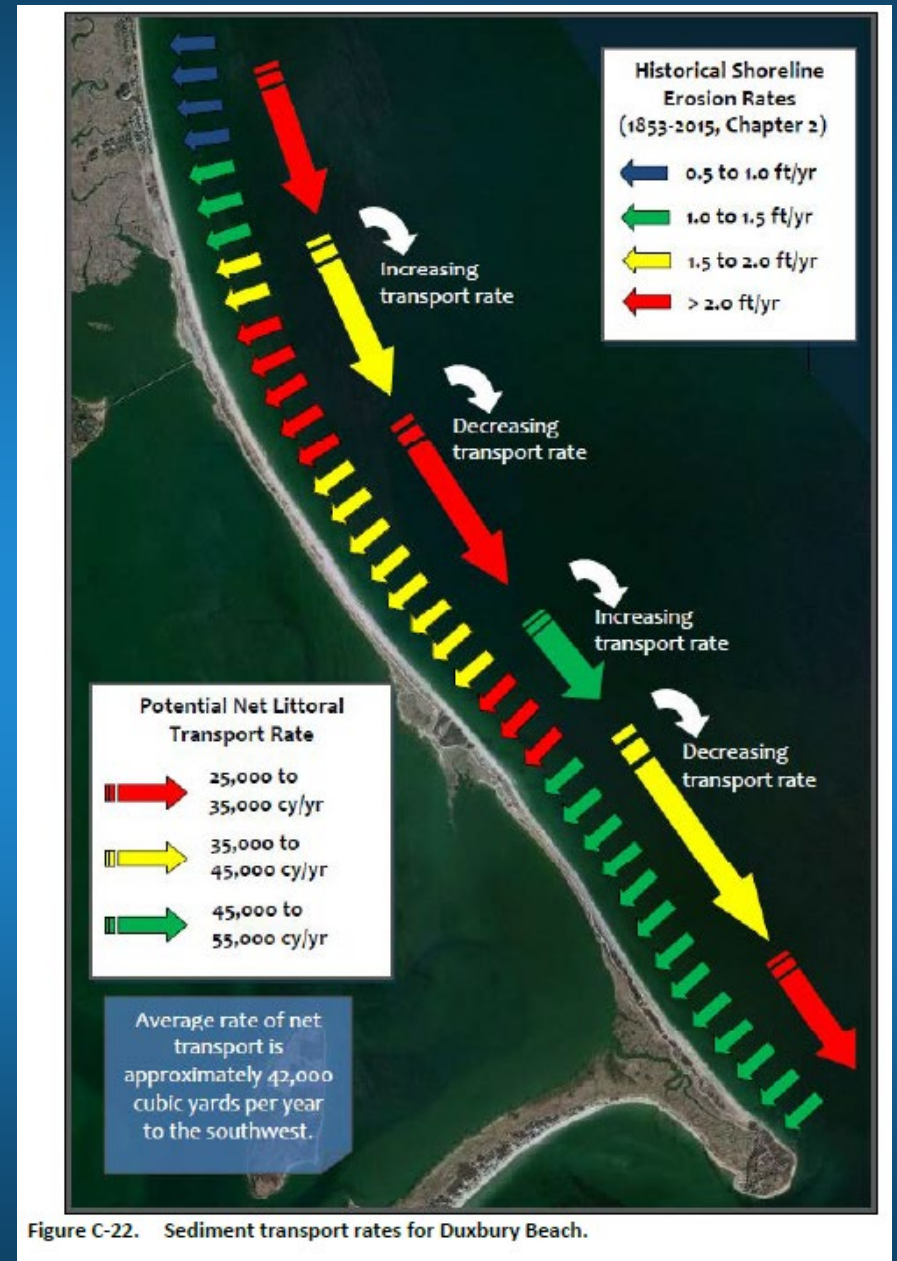 Historical Shoreline
Erosion Rates
(1853-2015, Chapter 2)
0.5 to 1.0 ft/yr
1.0 to 1.5 ft/yr
1.5 to 2.0 ft/yr
> 2.0 ft/yr
Increasing
transport rate
Decreasing
transport rate
Increasing
transport rate
Decreasing
transport rate
Potential Net Littoral
Transport Rate
25,000 to
35,000 cy/yr
35,000 to
45,000 cy/yr
45,000 to
55,000 cy/yr
Average rate of net
transport is
approximately 42,000
cubic yards per year
to the southwest.
Figure C-22. Sediment transport rates for Duxbury Beach.